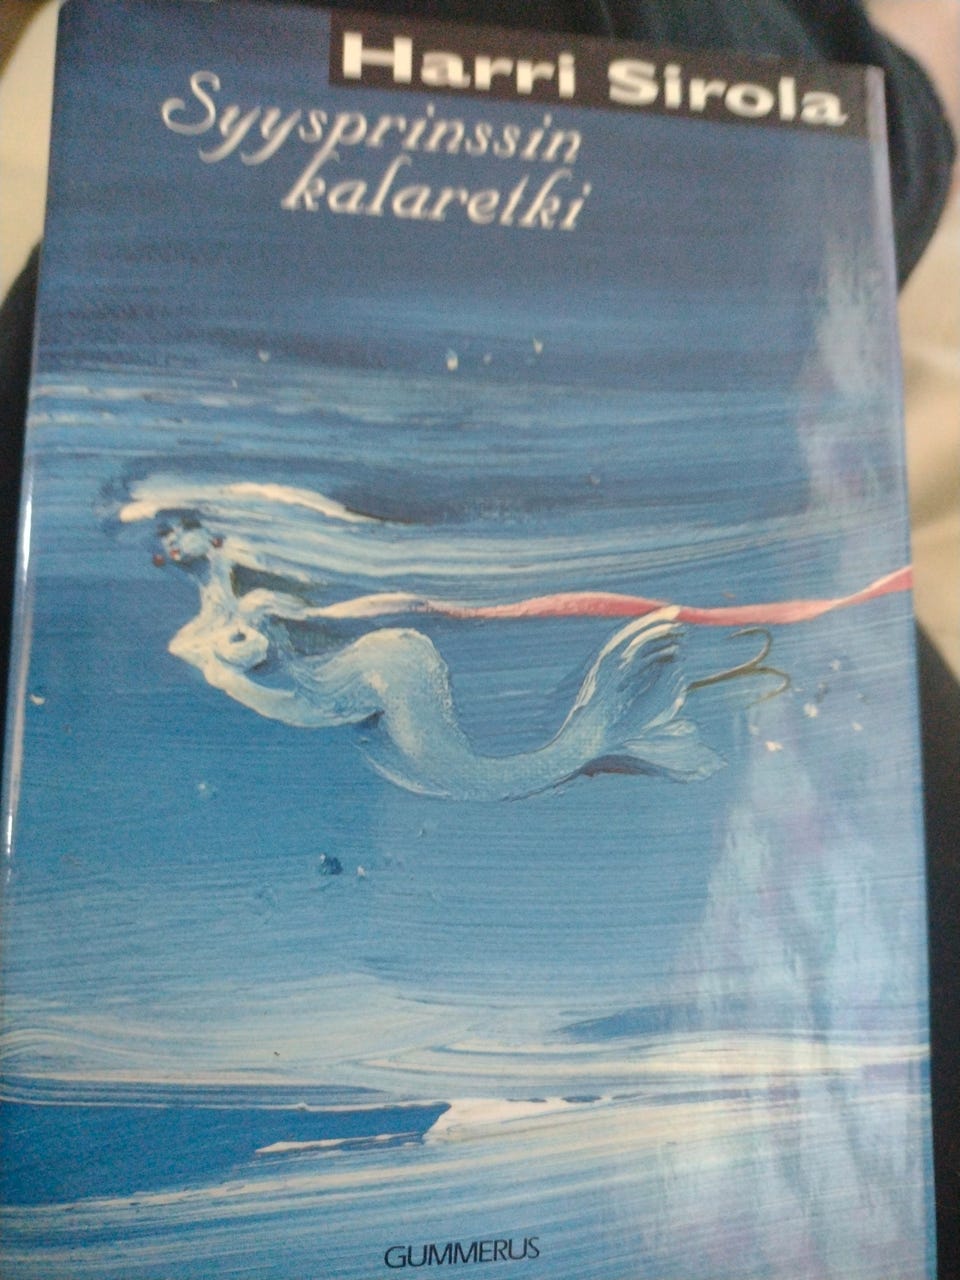 Harri Sirola
Syysprinssin
kalaretki
GUMMERUS